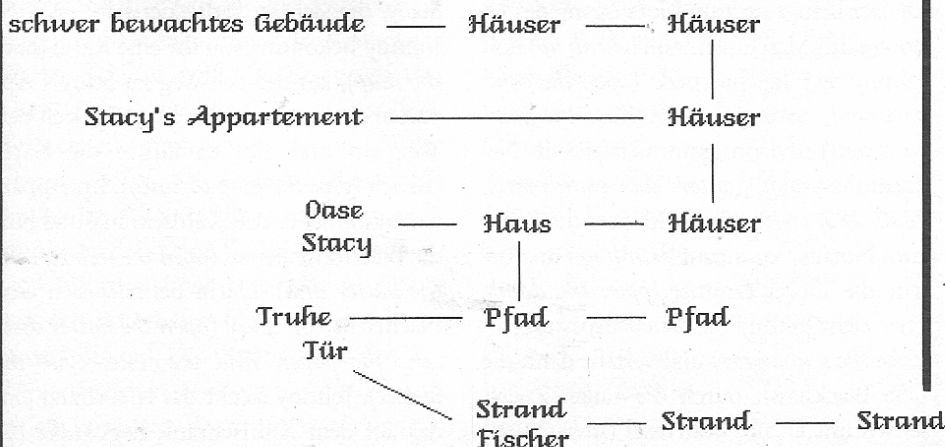 schwer bewachtes Gebäude Häuser Häuser
Stacy's Appartement Häuser
Oase
Stacy Haus Häuser
Truhe Pfad Pfad
Tür
Strand Strand Strand
Fischer